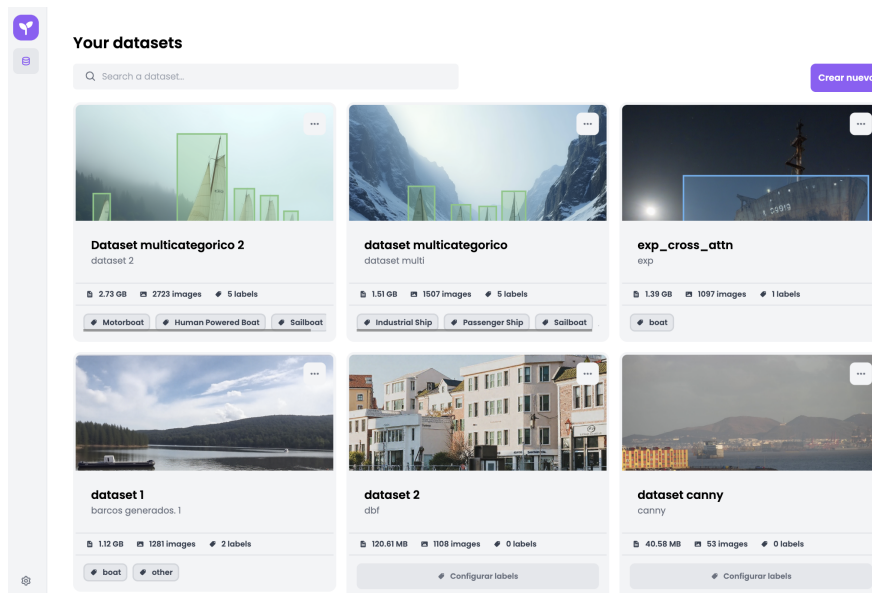 Your datasets
Search a dataset...
Crear nuevo
Dataset multicategorico 2
dataset 2
2.73 GB 2723 images 5 labels
Motorboat Human Powered Boat Sailboat
dataset multicategorico
dataset multi
1.51 GB 1507 images 5 labels
Industrial Ship Passenger Ship Sailboat
exp_cross_attn
exp
1.39 GB 1097 images 1 labels
boat
dataset 1
barcos generados. 1
1.12 GB 1281 images 2 labels
boat other
dataset 2
dbf
120.61 MB 1108 images 0 labels
Configurar labels
dataset canny
canny
40.58 MB 53 images 0 labels
Configurar labels